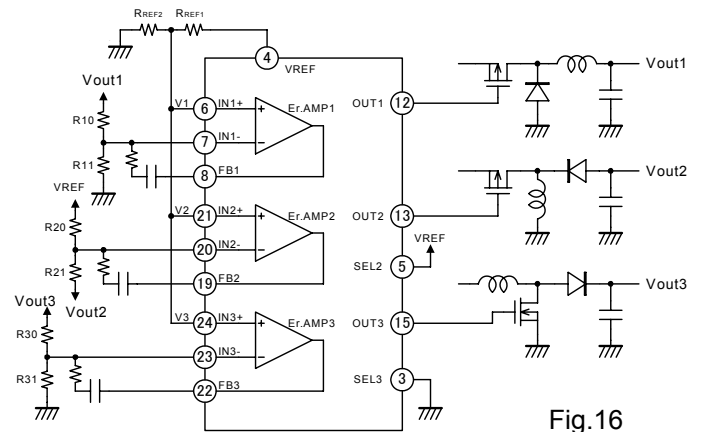 RREF2 RREF1
4
VREF
Vout1
R10
R11
VREF
R20
R21
Vout2
Vout3
R30
R31
V1 6 IN1+ + Er.AMP1
7 IN1- −
8 FB1
V2 21 IN2+ + Er.AMP2
20 IN2- −
19 FB2
V3 24 IN3+ + Er.AMP3
23 IN3- −
22 FB3
OUT1 12
OUT2 13
VREF
SEL2 5
OUT3 15
SEL3 3
Vout1
Vout2
Vout3
Fig.16